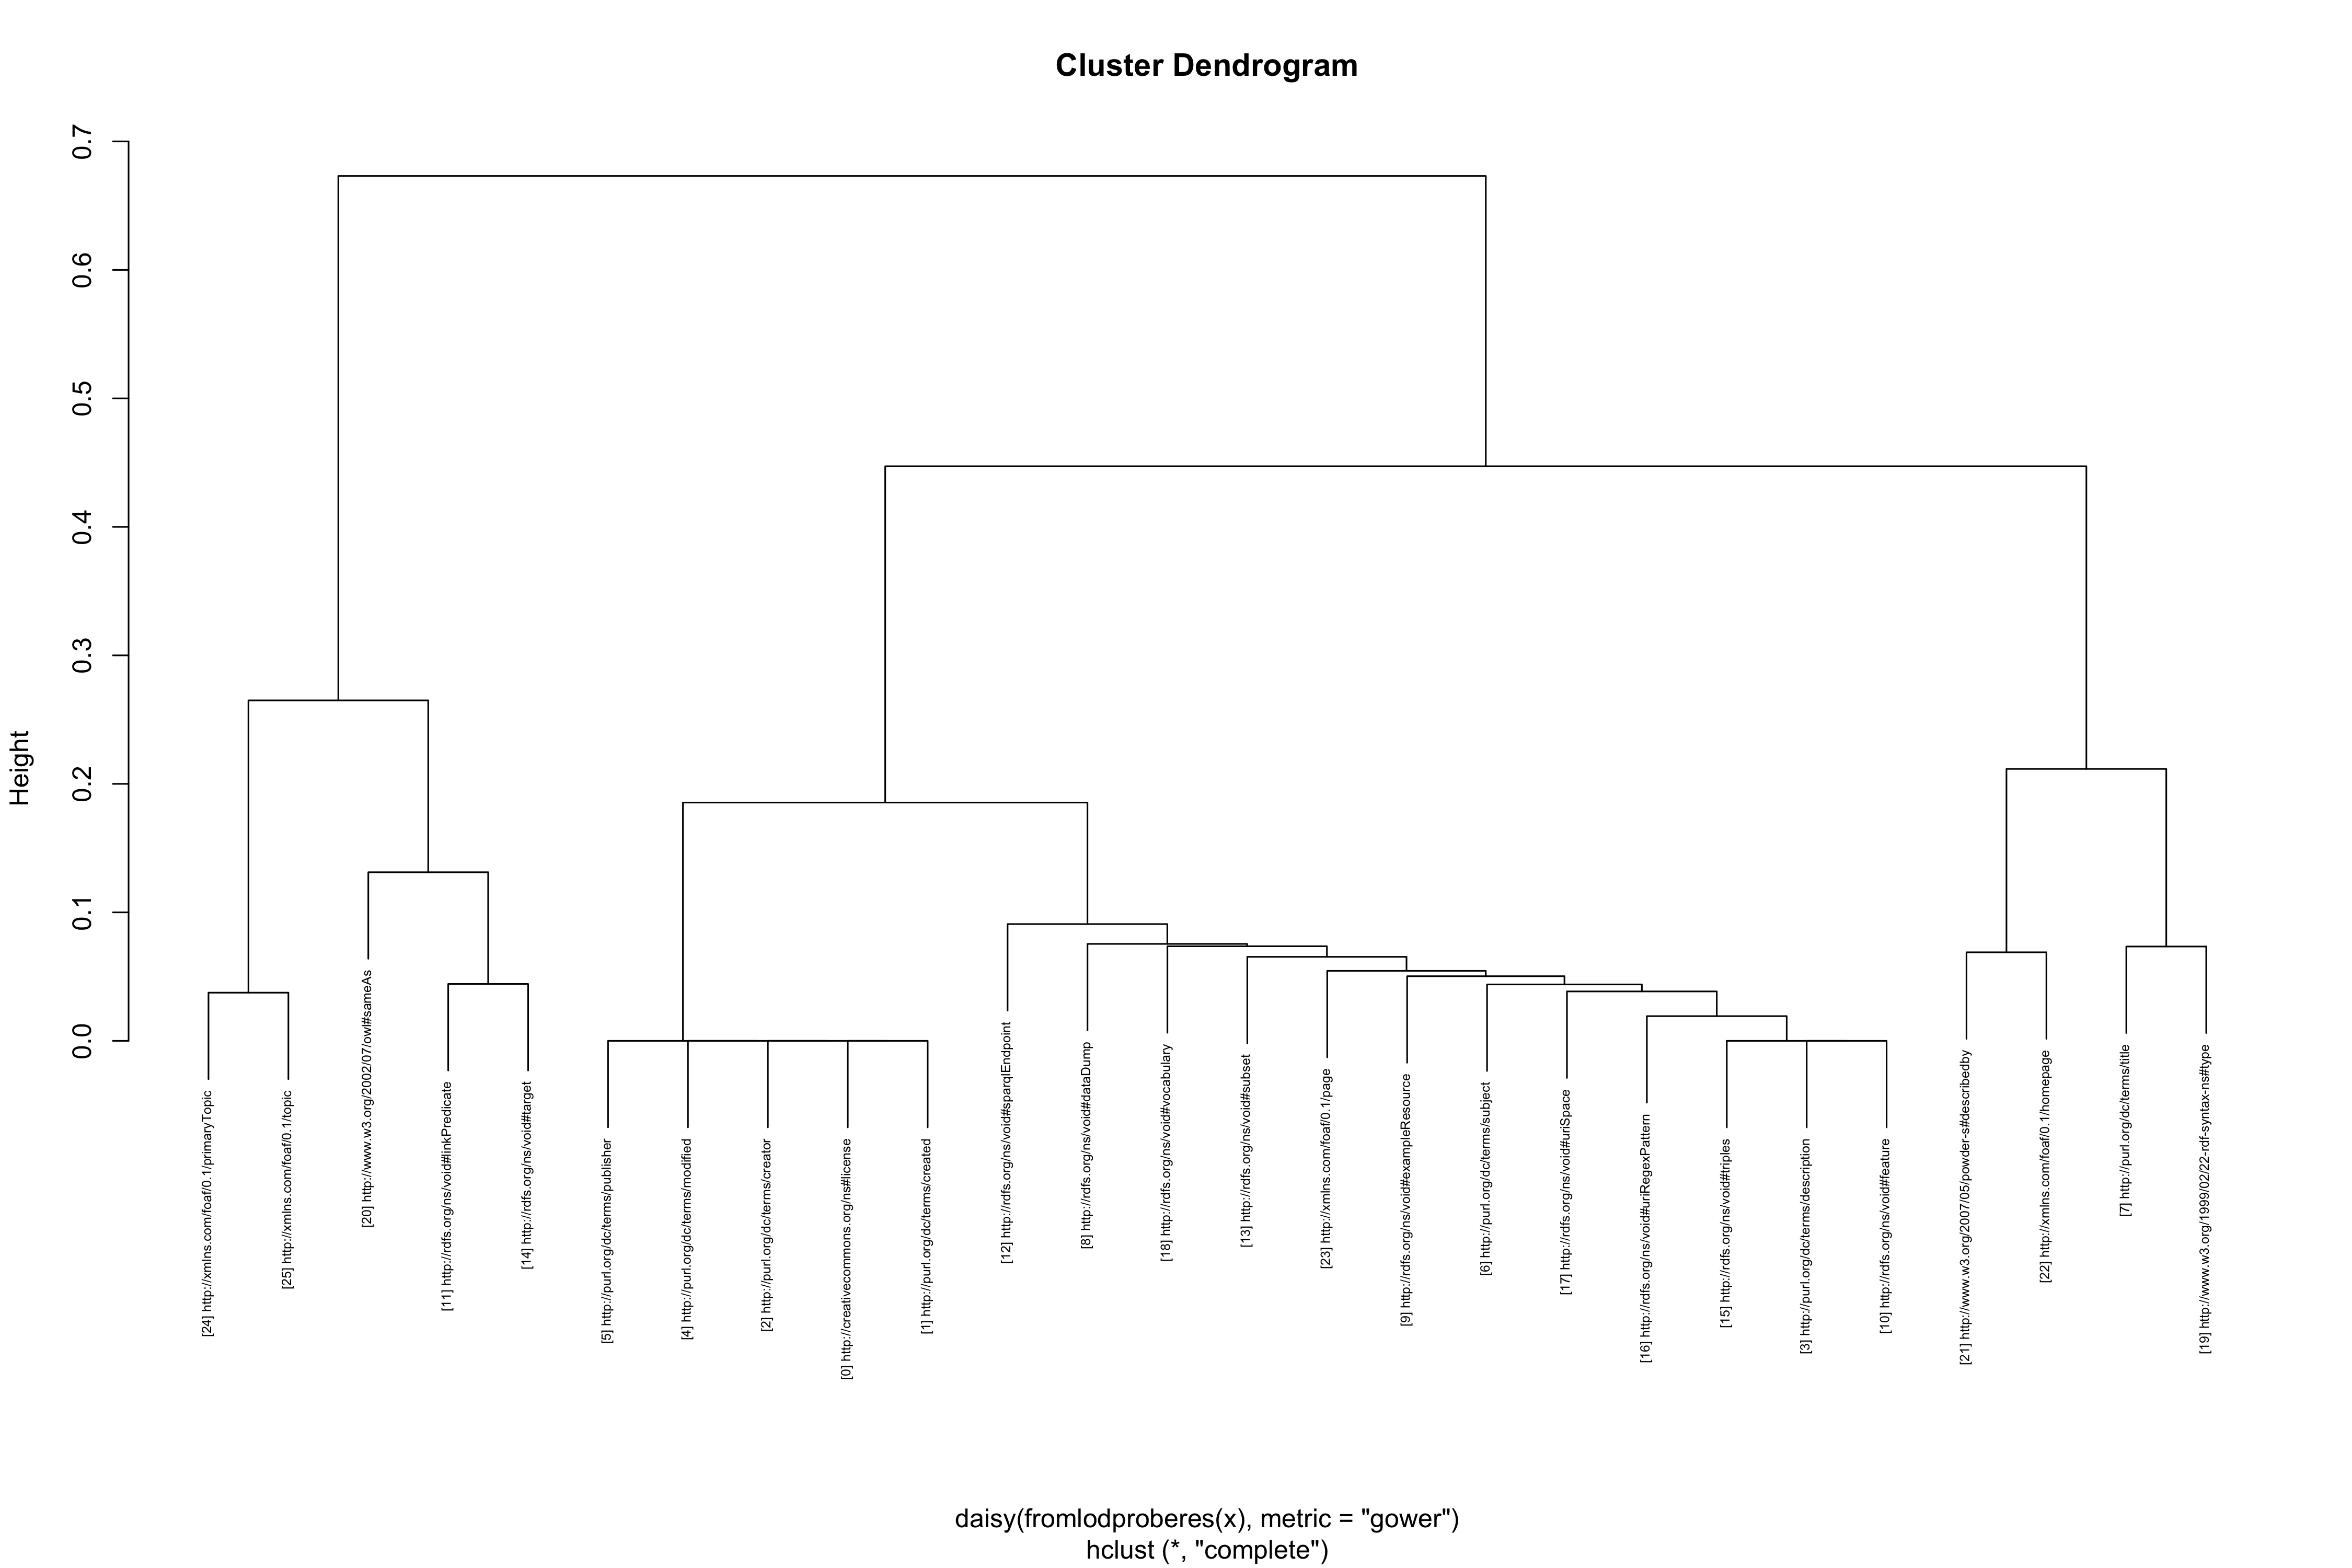 Cluster Dendrogram
Height
0.7
0.6
0.5
0.4
0.3
0.2
0.1
0.0
[24] http://xmlns.com/foaf/0.1/primaryTopic
[25] http://xmlns.com/foaf/0.1/topic
[20] http://www.w3.org/2002/07/owl#sameAs
[11] http://rdfs.org/ns/void#linkPredicate
[14] http://rdfs.org/ns/void#target
[5] http://purl.org/dc/terms/publisher
[4] http://purl.org/dc/terms/modified
[2] http://purl.org/dc/terms/creator
[0] http://creativecommons.org/ns#license
[1] http://purl.org/dc/terms/created
[12] http://rdfs.org/ns/void#sparqlEndpoint
[8] http://rdfs.org/ns/void#dataDump
[18] http://rdfs.org/ns/void#vocabulary
[13] http://rdfs.org/ns/void#subset
[23] http://xmlns.com/foaf/0.1/page
[9] http://rdfs.org/ns/void#exampleResource
[6] http://purl.org/dc/terms/subject
[17] http://rdfs.org/ns/void#uriSpace
[16] http://rdfs.org/ns/void#uriRegexPattern
[15] http://rdfs.org/ns/void#triples
[3] http://purl.org/dc/terms/description
[10] http://rdfs.org/ns/void#feature
[21] http://www.w3.org/2007/05/powder-s#describedby
[22] http://xmlns.com/foaf/0.1/homepage
[7] http://purl.org/dc/terms/title
[19] http://www.w3.org/1999/02/22-rdf-syntax-ns#type
daisy(fromlodproberes(x), metric = "gower")
hclust (*, "complete")